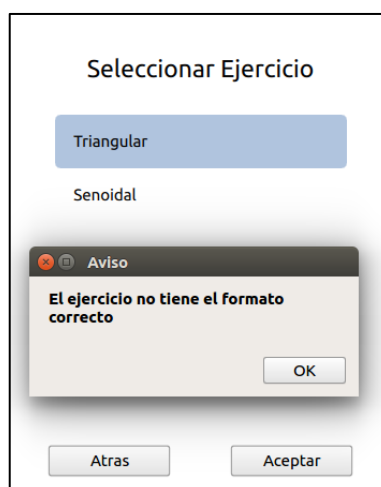 Seleccionar Ejercicio
Triangular
Senoidal
Aviso
El ejercicio no tiene el formato
correcto
OK
Atras
Aceptar